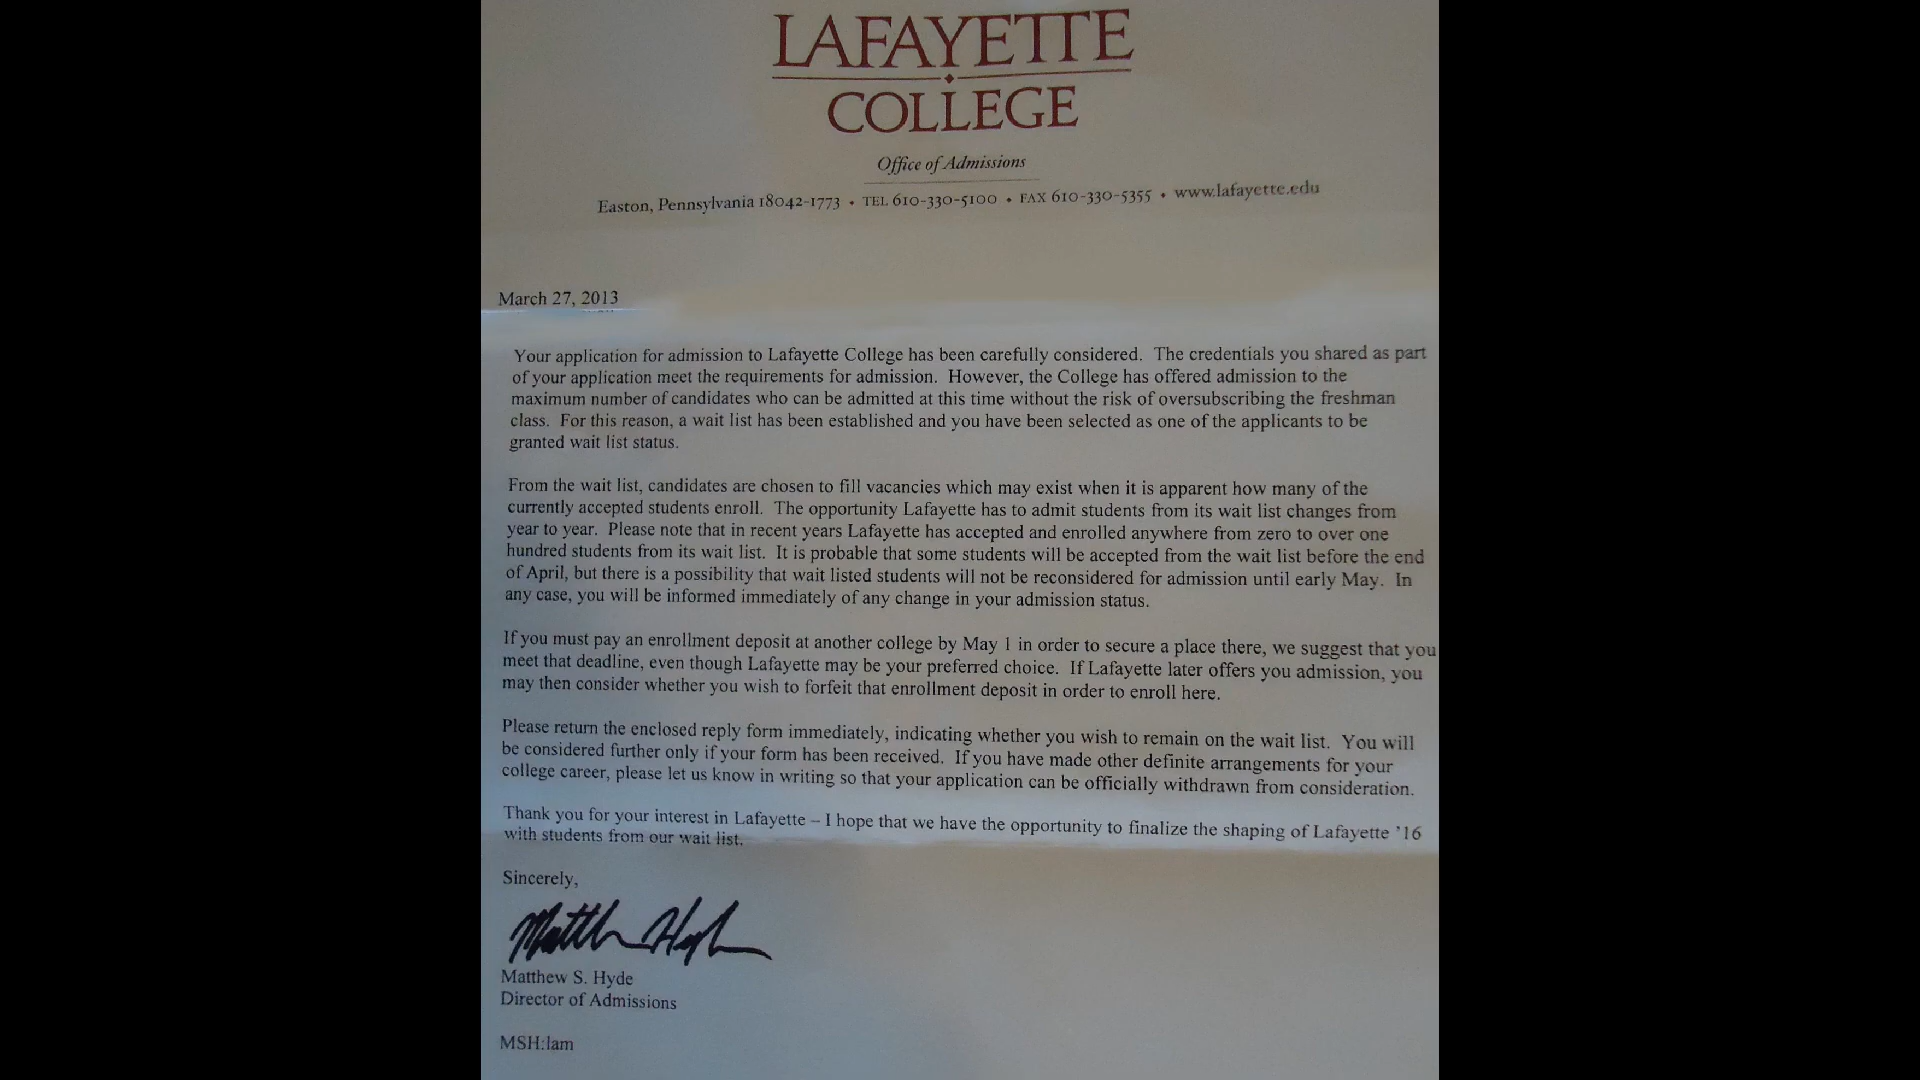 LAFAYETTE
COLLEGE
Office of Admissions
Easton, Pennsylvania 18042-1773 • TEL 610-330-5100 • FAX 610-330-5355 • www.lafayette.edu
March 27, 2013
Your application for admission to Lafayette College has been carefully considered. The credentials you shared as part
of your application meet the requirements for admission. However, the College has offered admission to the
maximum number of candidates who can be admitted at this time without the risk of oversubscribing the freshman
class. For this reason, a wait list has been established and you have been selected as one of the applicants to be
granted wait list status.
From the wait list, candidates are chosen to fill vacancies which may exist when it is apparent how many of the
currently accepted students enroll. The opportunity Lafayette has to admit students from its wait list changes from
year to year. Please note that in recent years Lafayette has accepted and enrolled anywhere from zero to over one
hundred students from its wait list. It is probable that some students will be accepted from the wait list before the end
of April, but there is a possibility that wait listed students will not be reconsidered for admission until early May. In
any case, you will be informed immediately of any change in your admission status.
If you must pay an enrollment deposit at another college by May 1 in order to secure a place there, we suggest that you
meet that deadline, even though Lafayette may be your preferred choice. If Lafayette later offers you admission, you
may then consider whether you wish to forfeit that enrollment deposit in order to enroll here.
Please return the enclosed reply form immediately, indicating whether you wish to remain on the wait list. You will
be considered further only if your form has been received. If you have made other definite arrangements for your
college career, please let us know in writing so that your application can be officially withdrawn from consideration.
Thank you for your interest in Lafayette – I hope that we have the opportunity to finalize the shaping of Lafayette ’16
with students from our wait list.
Sincerely,
Matthew S. Hyde
Director of Admissions
MSH:lam